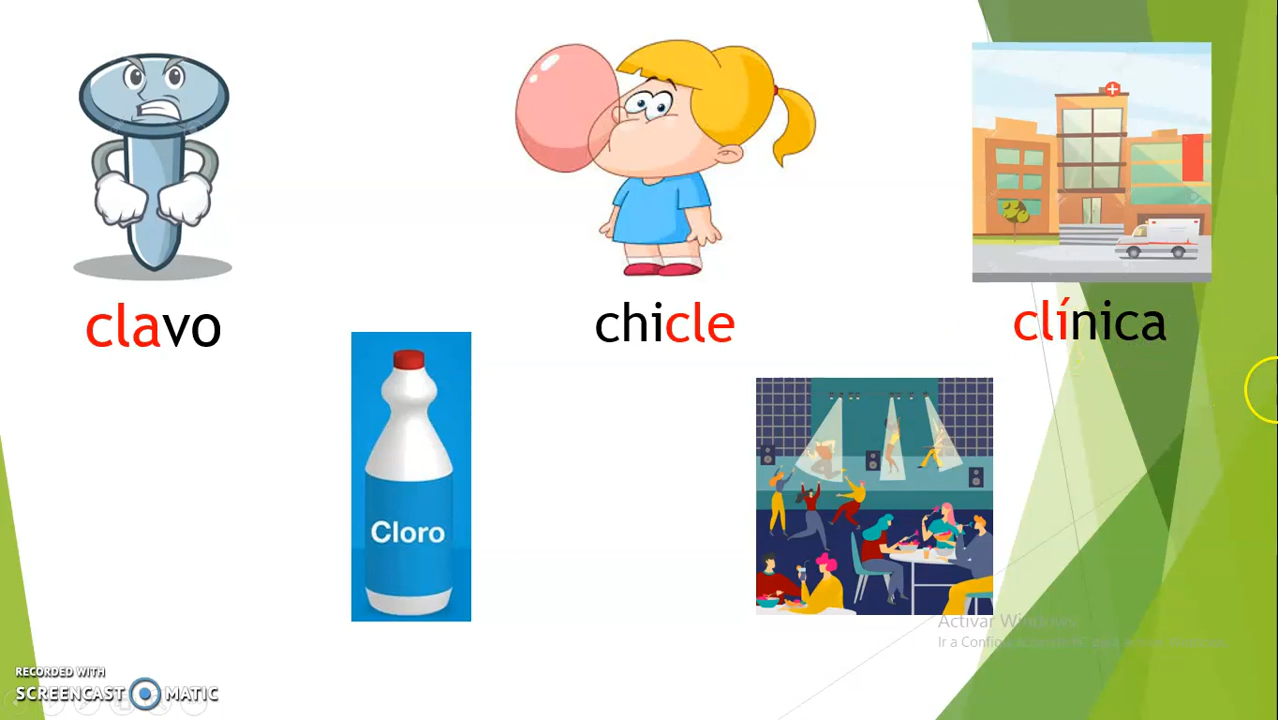 clavo
chicle
clínica
Cloro
Activar Windows
RECORDED WITH
SCREENCAST MATIC